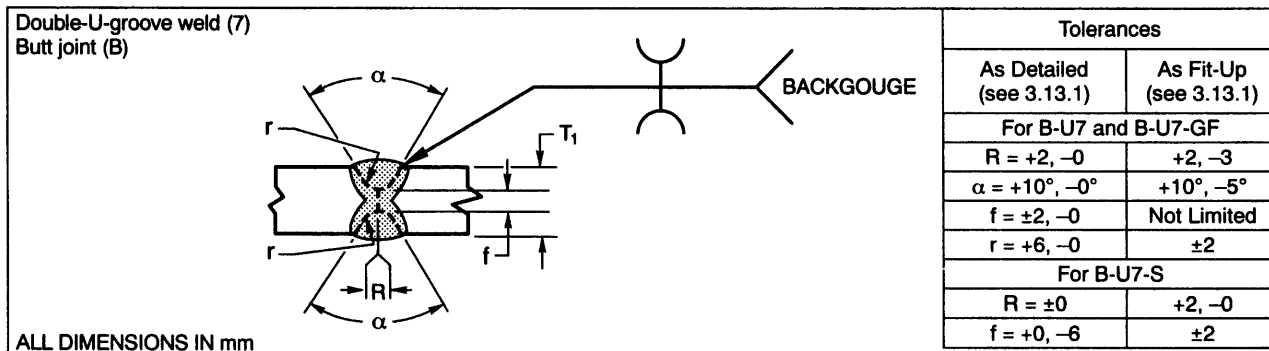 Double-U-groove weld (7)
Butt joint (B)
α
r
T1
BACKGOUGE
r
f
R
α
ALL DIMENSIONS IN mm
Tolerances
As Detailed (see 3.13.1) As Fit-Up (see 3.13.1)
For B-U7 and B-U7-GF
R = +2, –0 +2, –3
α = +10°, –0° +10°, –5°
f = ±2, –0 Not Limited
r = +6, –0 ±2
For B-U7-S
R = ±0 +2, –0
f = +0, –6 ±2